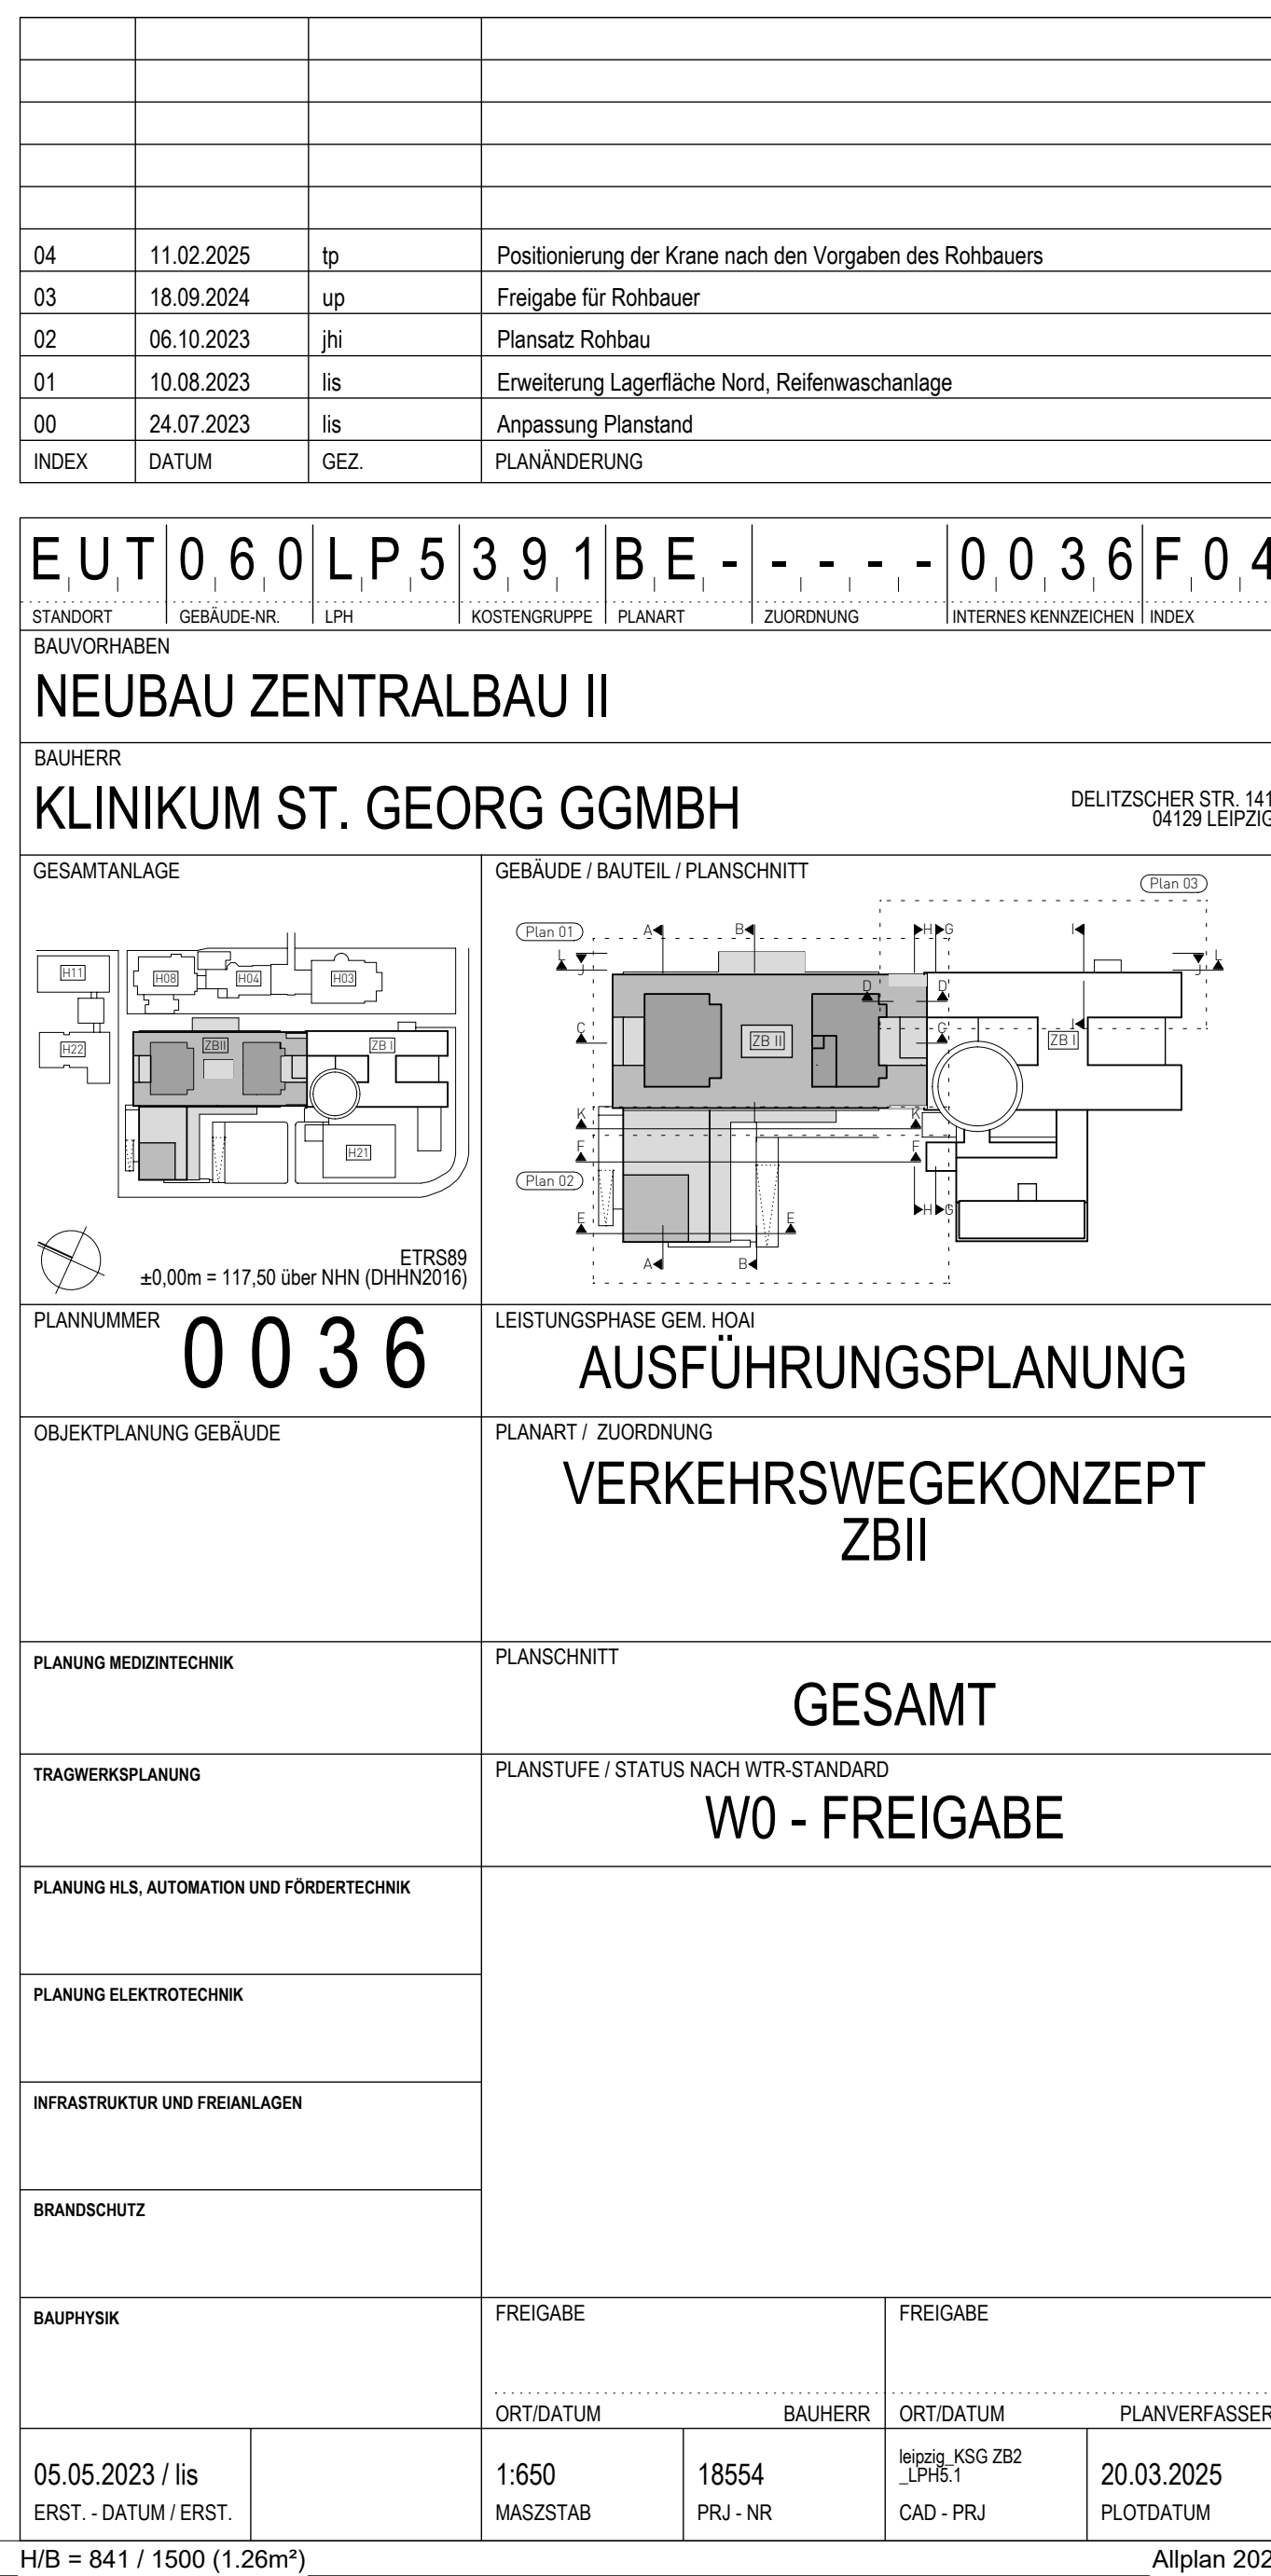 04 11.02.2025 tp Positionierung der Krane nach den Vorgaben des Rohbauers
03 18.09.2024 up Freigabe für Rohbauer
02 06.10.2023 jhi Plansatz Rohbau
01 10.08.2023 lis Erweiterung Lagerfläche Nord, Reifenwaschanlage
00 24.07.2023 lis Anpassung Planstand
INDEX DATUM GEZ. PLANÄNDERUNG
E U T 0 6 0 L P 5 3 9 1 B E - - - - - 0 0 3 6 F 0 4
STANDORT GEBÄUDE-NR. LPH KOSTENGRUPPE PLANART ZUORDNUNG INTERNES KENNZEICHEN INDEX
BAUVORHABEN
NEUBAU ZENTRALBAU II
BAUHERR
KLINIKUM ST. GEORG GGMBH
DELITZSCHER STR. 141
04129 LEIPZIG
GESAMTANLAGE
H11 H08 H04 H03
H22 ZBII ZB I
H21
ETRS89
±0,00m = 117,50 über NHN (DHHN2016)
GEBÄUDE / BAUTEIL / PLANSCHNITT
Plan 03
Plan 01 A B H G I
L J J L
D D
C ZB II C I ZB I
K K
F F
Plan 02
E E H G
A B
PLANNUMMER 0 0 3 6
LEISTUNGSPHASE GEM. HOAI
AUSFÜHRUNGSPLANUNG
OBJEKTPLANUNG GEBÄUDE
PLANART / ZUORDNUNG
VERKEHRSWEGEKONZEPT
ZBII
PLANUNG MEDIZINTECHNIK
PLANSCHNITT
GESAMT
TRAGWERKSPLANUNG
PLANSTUFE / STATUS NACH WTR-STANDARD
W0 - FREIGABE
PLANUNG HLS, AUTOMATION UND FÖRDERTECHNIK
PLANUNG ELEKTROTECHNIK
INFRASTRUKTUR UND FREIANLAGEN
BRANDSCHUTZ
BAUPHYSIK
FREIGABE FREIGABE
ORT/DATUM BAUHERR ORT/DATUM PLANVERFASSER
05.05.2023 / lis
ERST. - DATUM / ERST.
1:650
MASZSTAB
18554
PRJ - NR
leipzig_KSG ZB2
_LPH5.1
CAD - PRJ
20.03.2025
PLOTDATUM
H/B = 841 / 1500 (1.26m²) Allplan 202